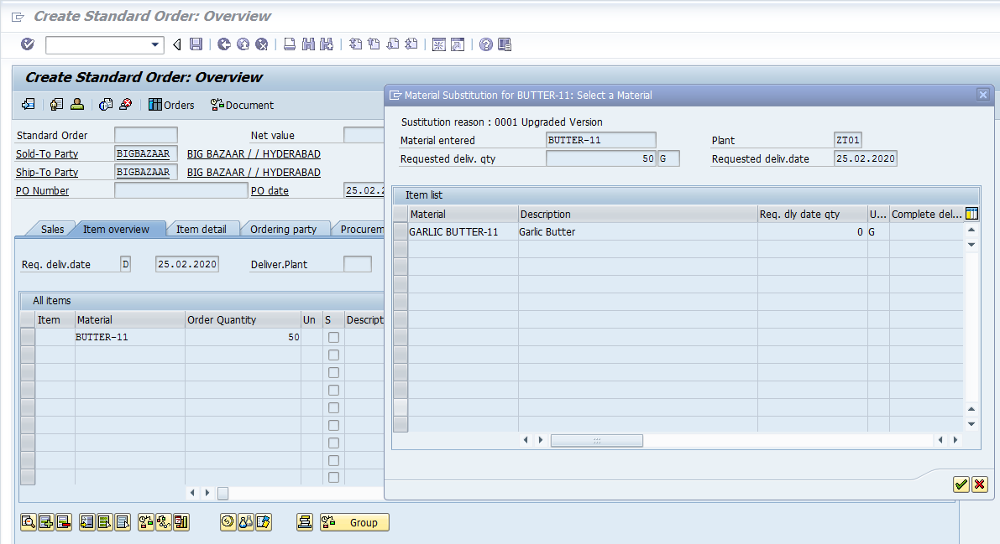 Create Standard Order: Overview
Create Standard Order: Overview
Orders Document
Standard Order Net value
Sold-To Party BIGBAZAAR BIG BAZAAR / / HYDERABAD
Ship-To Party BIGBAZAAR BIG BAZAAR / / HYDERABAD
PO Number PO date 25.02.2
Sales Item overview Item detail Ordering party Procurem
Req. deliv.date D 25.02.2020 Deliver.Plant
All items
Item Material Order Quantity Un S Descript
BUTTER-11 50
Group
Material Substitution for BUTTER-11: Select a Material
Sustitution reason : 0001 Upgraded Version
Material entered BUTTER-11 Plant ZT01
Requested deliv. qty 50 G Requested deliv.date 25.02.2020
Item list
Material Description Req. dly date qty U... Complete del...
GARLIC BUTTER-11 Garlic Butter 0 G